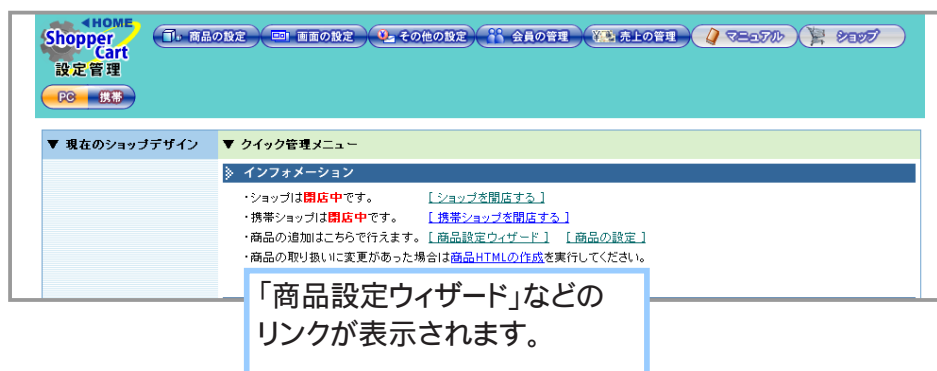 ◀HOME
Shopper
Cart
設定管理
商品の設定 画面の設定 その他の設定 会員の管理 売上の管理 マニュアル ショップ
PC 携帯
▼ 現在のショップデザイン
▼ クイック管理メニュー
インフォメーション
・ショップは閉店中です。 [ ショップを開店する ]
・携帯ショップは閉店中です。 [ 携帯ショップを開店する ]
・商品の追加はこちらで行えます。 [ 商品設定ウィザード ] [ 商品の設定 ]
・商品の取り扱いに変更があった場合は商品HTMLの作成を実行してください。
「商品設定ウィザード」などの
リンクが表示されます。